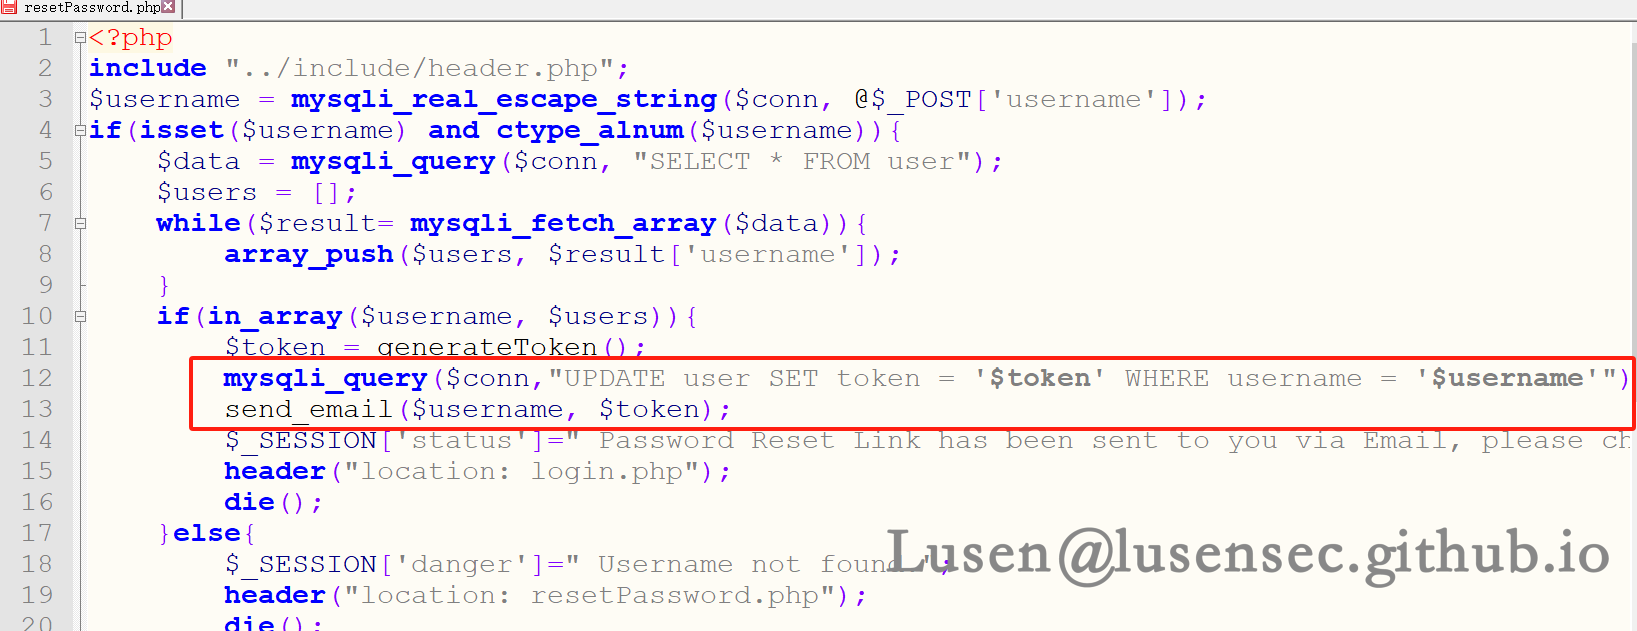 resetPassword.php
1 <?php
2 include "../include/header.php";
3 $username = mysqli_real_escape_string($conn, @$_POST['username']);
4 if(isset($username) and ctype_alnum($username)){
5 $data = mysqli_query($conn, "SELECT * FROM user");
6 $users = [];
7 while($result= mysqli_fetch_array($data)){
8 array_push($users, $result['username']);
9 }
10 if(in_array($username, $users)){
11 $token = generateToken();
12 mysqli_query($conn,"UPDATE user SET token = '$token' WHERE username = '$username'")
13 send_email($username, $token);
14 $_SESSION['status']=" Password Reset Link has been sent to you via Email, please ch
15 header("location: login.php");
16 die();
17 }else{
18 $_SESSION['danger']=" Username not found.";
19 header("location: resetPassword.php");
20 die();
Lusen@lusensec.github.io